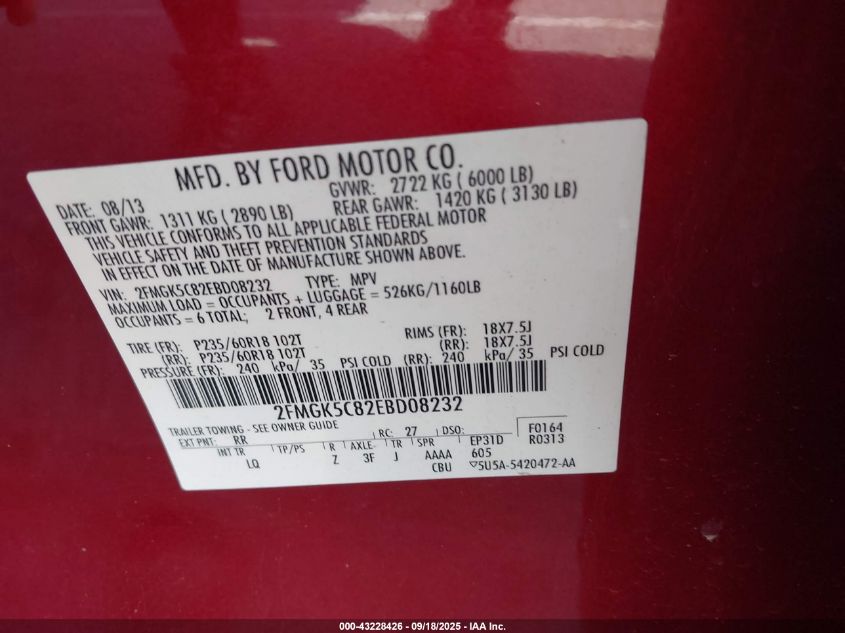 MFD. BY FORD MOTOR CO.
DATE: 08/13 GVWR: 2722 KG ( 6000 LB)
FRONT GAWR: 1311 KG ( 2890 LB) REAR GAWR: 1420 KG ( 3130 LB)
THIS VEHICLE CONFORMS TO ALL APPLICABLE FEDERAL MOTOR
VEHICLE SAFETY AND THEFT PREVENTION STANDARDS
IN EFFECT ON THE DATE OF MANUFACTURE SHOWN ABOVE.
VIN: 2FMGK5C82EBD08232 TYPE: MPV
MAXIMUM LOAD = OCCUPANTS + LUGGAGE = 526KG/1160LB
OCCUPANTS = 6 TOTAL; 2 FRONT, 4 REAR
TIRE (FR): P235/60R18 102T RIMS (FR): 18X7.5J
(RR): P235/60R18 102T (RR): 18X7.5J
PRESSURE (FR): 240 kPa/ 35 PSI COLD (RR): 240 kPa/ 35 PSI COLD
2FMGK5C82EBD08232
TRAILER TOWING - SEE OWNER GUIDE
EXT PNT: RR RC: 27 DSO: F0164
INT TR TP/PS R AXLE TR SPR EP31D R0313
LQ Z 3F J AAAA 605
CBU ▽5U5A-5420472-AA
000-43228426 - 09/18/2025 - IAA Inc.